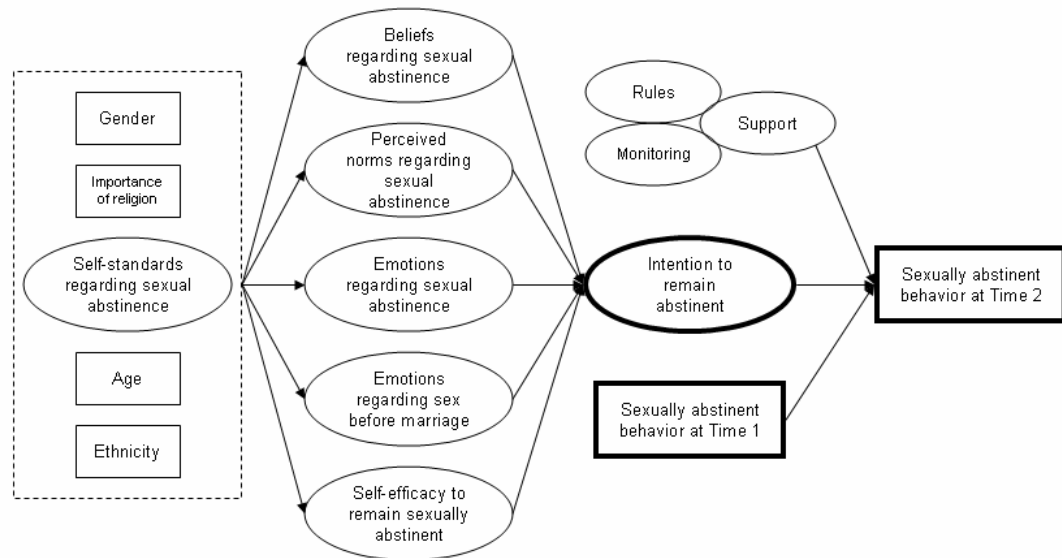 Gender
Importance
of religion
Self-standards
regarding sexual
abstinence
Age
Ethnicity
Beliefs
regarding sexual
abstinence
Perceived
norms regarding
sexual
abstinence
Emotions
regarding sexual
abstinence
Emotions
regarding sex
before marriage
Self-efficacy to
remain sexually
abstinent
Rules
Monitoring
Support
Intention to
remain
abstinent
Sexually abstinent
behavior at Time 1
Sexually abstinent
behavior at Time 2